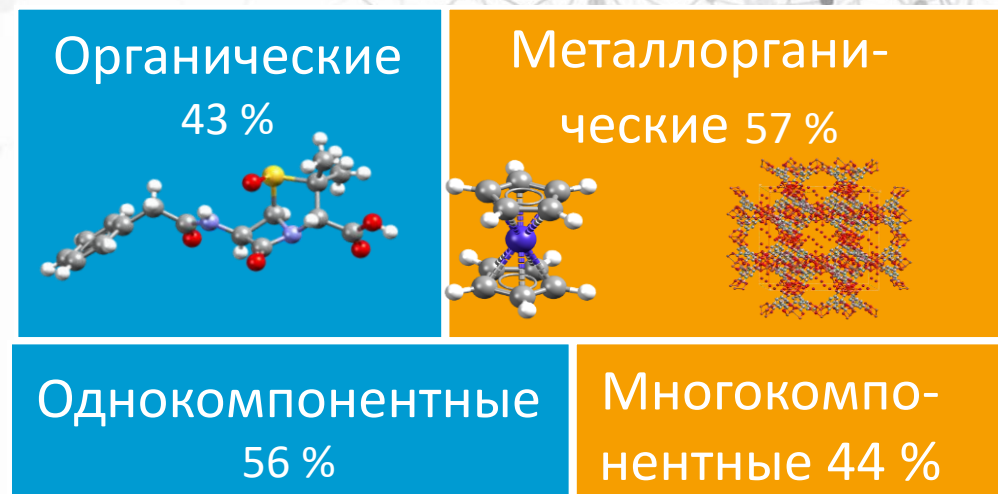 Органические
43 %
Металлоргани-
ческие 57 %
Однокомпонентные
56 %
Многокомпо-
нентные 44 %